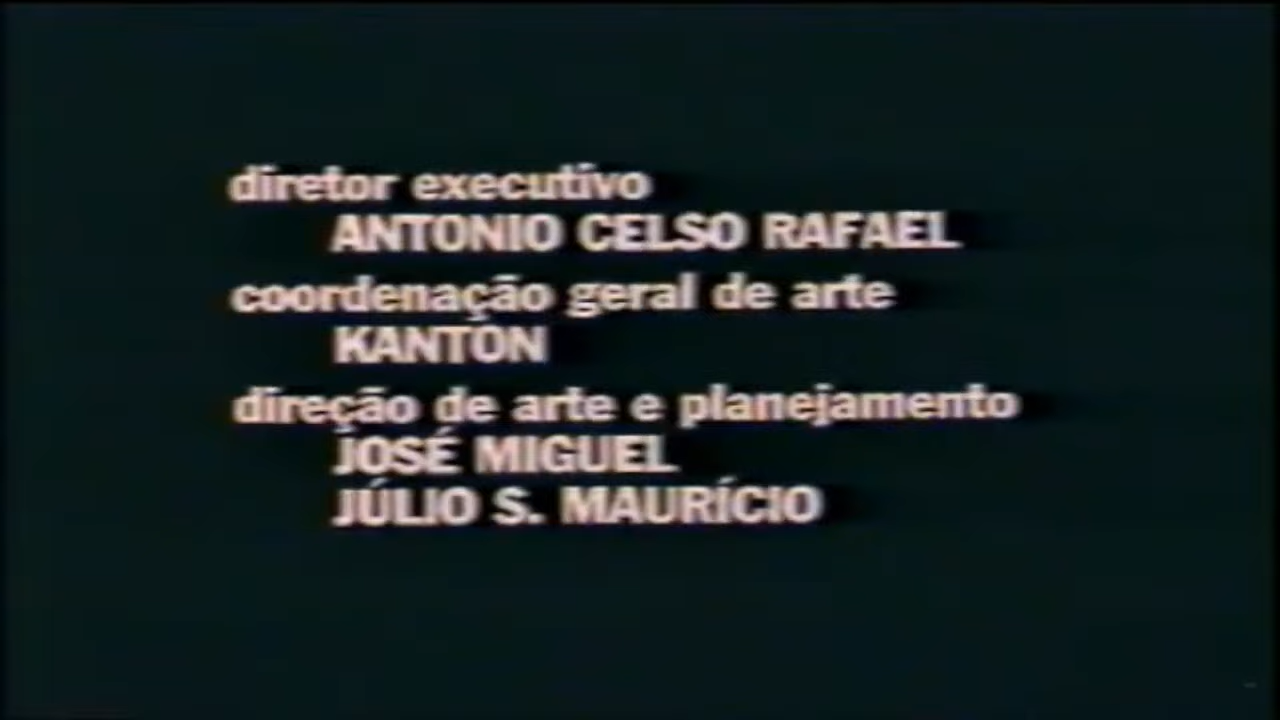 diretor executivo
ANTONIO CELSO RAFAEL
coordenação geral de arte
KANTON
direção de arte e planejamento
JOSÉ MIGUEL
JÚLIO S. MAURÍCIO